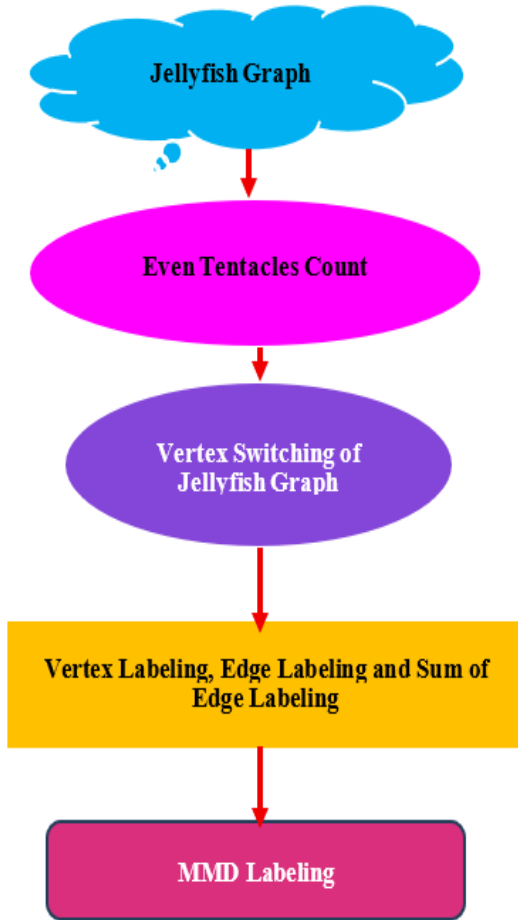 Jellyfish Graph
Even Tentacles Count
Vertex Switching of
Jellyfish Graph
Vertex Labeling, Edge Labeling and Sum of
Edge Labeling
MMD Labeling